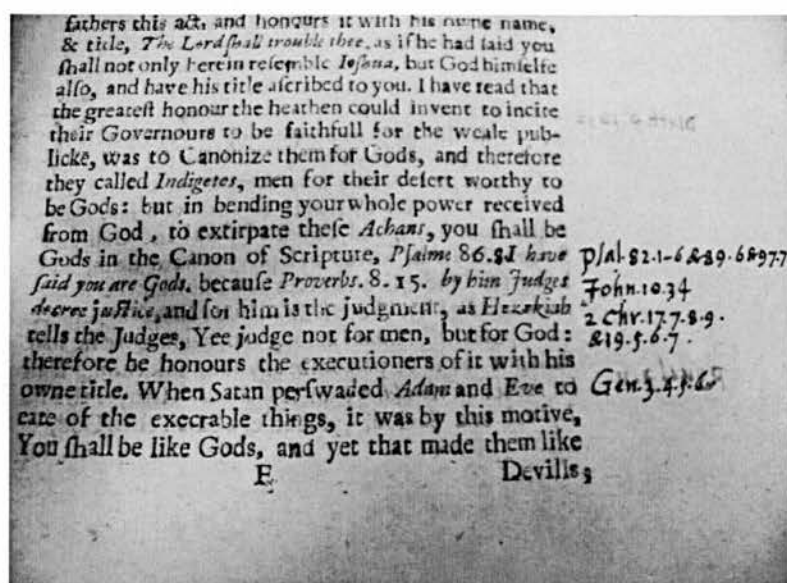 fathers this act, and honours it with his owne name,
& title, The Lord ſhall trouble thee, as if he had ſaid you
ſhall not only herein reſemble Ioſhua, but God himſelfe
alſo, and have his title aſcribed to you. I have read that
the greateſt honour the heathen could invent to incite
their Governours to be faithfull for the weale pub-
licke, was to Canonize them for Gods, and therefore
they called Indigetes, men for their deſert worthy to
be Gods: but in bending your whole power received
from God, to extirpate theſe Achans, you ſhall be
Gods in the Canon of Scripture, Pſalme 86.8I have
ſaid you are Gods, becauſe Proverbs. 8. 15. by him Judges
decree juſtice, and for him is the judgment, as Hezekiah
tells the Judges, Yee judge not for men, but for God:
therefore he honours the executioners of it with his
owne title. When Satan perſwaded Adam and Eve to
eate of the execrable things, it was by this motive,
You ſhall be like Gods, and yet that made them like
E Devills;
pſal.82.1-6&89.6&97.7
John.10.34
2 Chr.17.7.8.9.
&19.5.6.7.
Gen.3.4.5.6